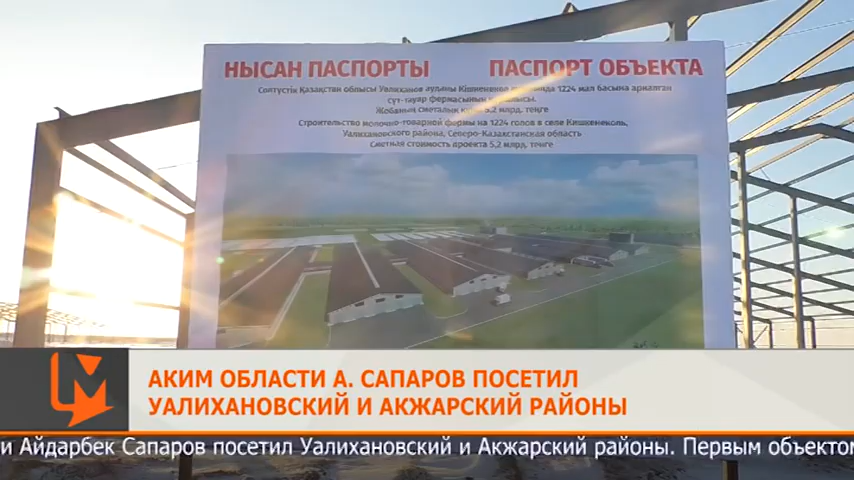 НЫСАН ПАСПОРТЫ
ПАСПОРТ ОБЪЕКТА
Солтүстік Қазақстан облысы Уәлиханов ауданы Кішкенекөл 1224 мал басына арналған
сүт-тауар фермасының құрылысы.
Жобаның сметалық құны 5,2 млрд. теңге
Строительство молочно-товарной фермы на 1224 голов в селе Кишкенеколь,
Уалихановского района, Северо-Казахстанская область
Сметная стоимость проекта 5,2 млрд. тенге
АКИМ ОБЛАСТИ А. САПАРОВ ПОСЕТИЛ
УАЛИХАНОВСКИЙ И АКЖАРСКИЙ РАЙОНЫ
и Айдарбек Сапаров посетил Уалихановский и Акжарский районы. Первым объектом